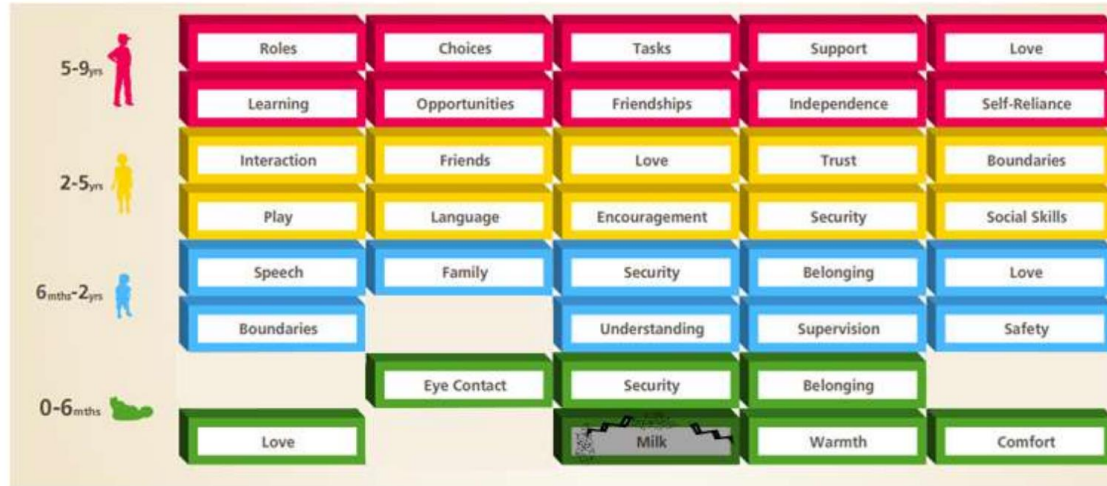 5-9yrs
Roles Choices Tasks Support Love
Learning Opportunities Friendships Independence Self-Reliance
2-5yrs
Interaction Friends Love Trust Boundaries
Play Language Encouragement Security Social Skills
6mths-2yrs
Speech Family Security Belonging Love
Boundaries Understanding Supervision Safety
0-6mths
Eye Contact Security Belonging
Love Milk Warmth Comfort